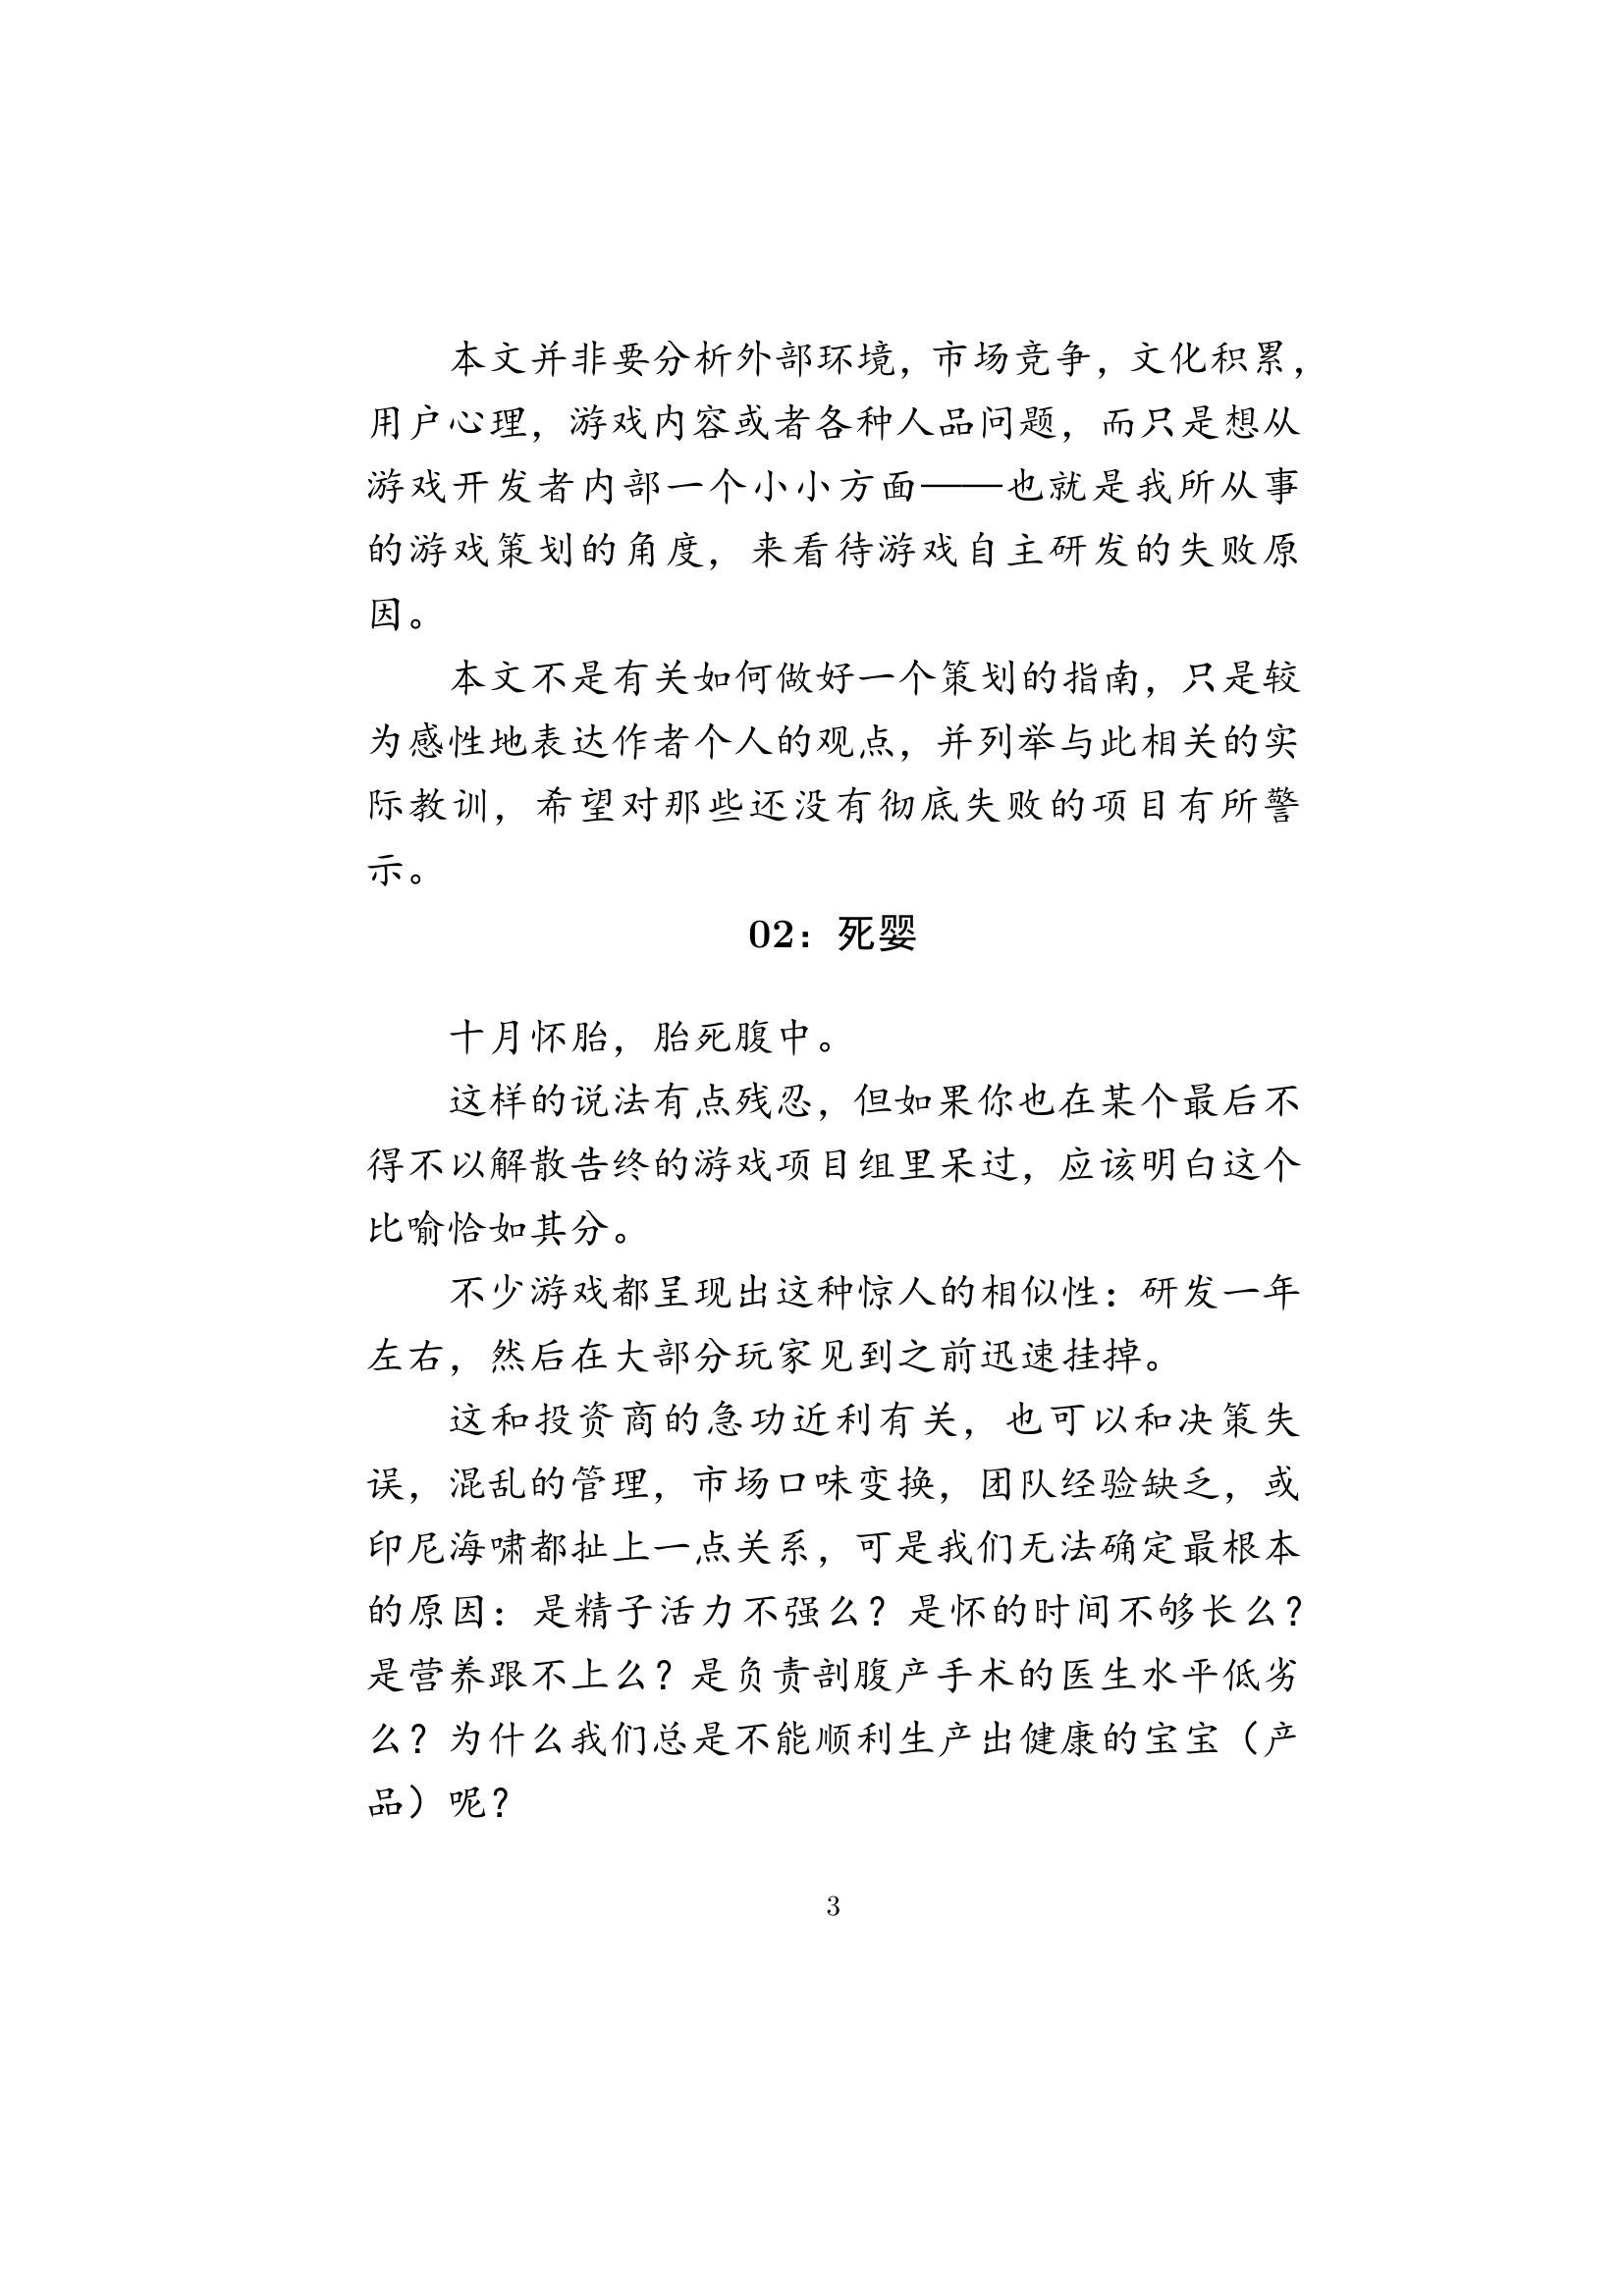 本文并非要分析外部环境，市场竞争，文化积累，
用户心理，游戏内容或者各种人品问题，而只是想从
游戏开发者内部一个小小方面——也就是我所从事
的游戏策划的角度，来看待游戏自主研发的失败原
因。
本文不是有关如何做好一个策划的指南，只是较
为感性地表达作者个人的观点，并列举与此相关的实
际教训，希望对那些还没有彻底失败的项目有所警
示。
02：死婴
十月怀胎，胎死腹中。
这样的说法有点残忍，但如果你也在某个最后不
得不以解散告终的游戏项目组里呆过，应该明白这个
比喻恰如其分。
不少游戏都呈现出这种惊人的相似性：研发一年
左右，然后在大部分玩家见到之前迅速挂掉。
这和投资商的急功近利有关，也可以和决策失
误，混乱的管理，市场口味变换，团队经验缺乏，或
印尼海啸都扯上一点关系，可是我们无法确定最根本
的原因：是精子活力不强么？是怀的时间不够长么？
是营养跟不上么？是负责剖腹产手术的医生水平低劣
么？为什么我们总是不能顺利生产出健康的宝宝（产
品）呢？
3